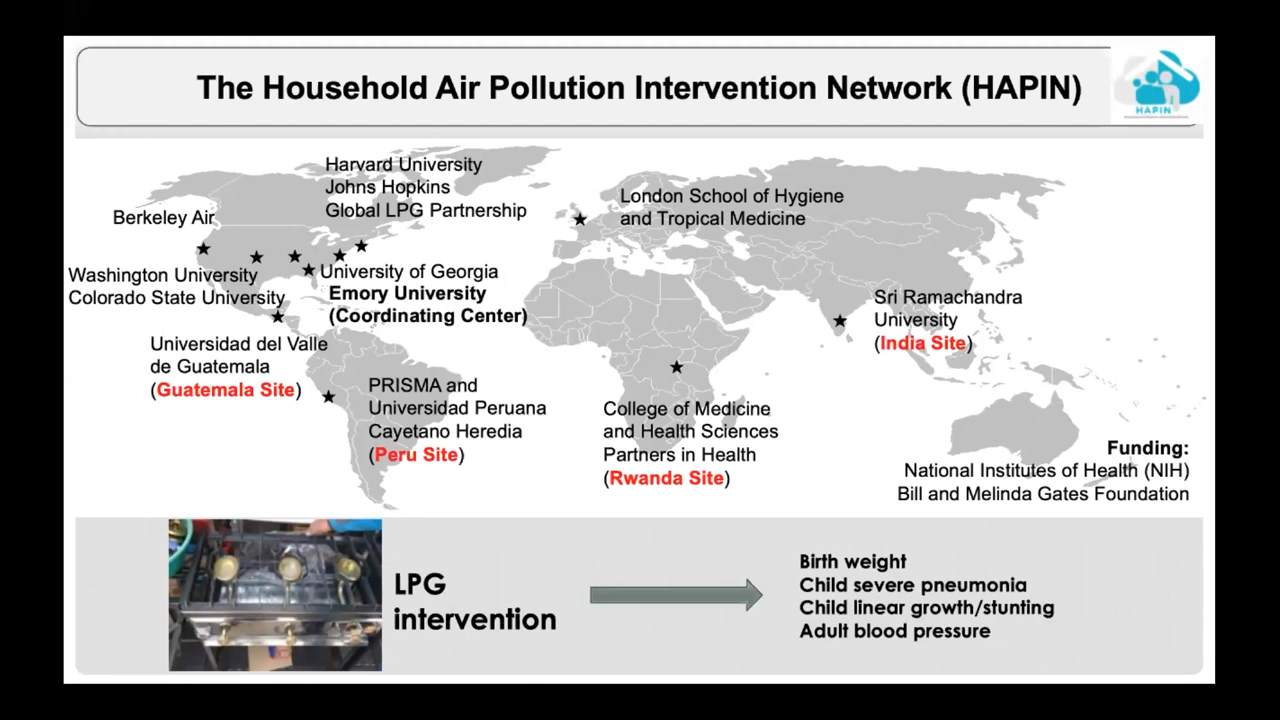 The Household Air Pollution Intervention Network (HAPIN)
HAPIN
Harvard University
Johns Hopkins
Global LPG Partnership
London School of Hygiene
and Tropical Medicine
Berkeley Air
Washington University
Colorado State University
University of Georgia
Emory University
(Coordinating Center)
Sri Ramachandra
University
(India Site)
Universidad del Valle
de Guatemala
(Guatemala Site)
PRISMA and
Universidad Peruana
Cayetano Heredia
(Peru Site)
College of Medicine
and Health Sciences
Partners in Health
(Rwanda Site)
Funding:
National Institutes of Health (NIH)
Bill and Melinda Gates Foundation
LPG
intervention
Birth weight
Child severe pneumonia
Child linear growth/stunting
Adult blood pressure